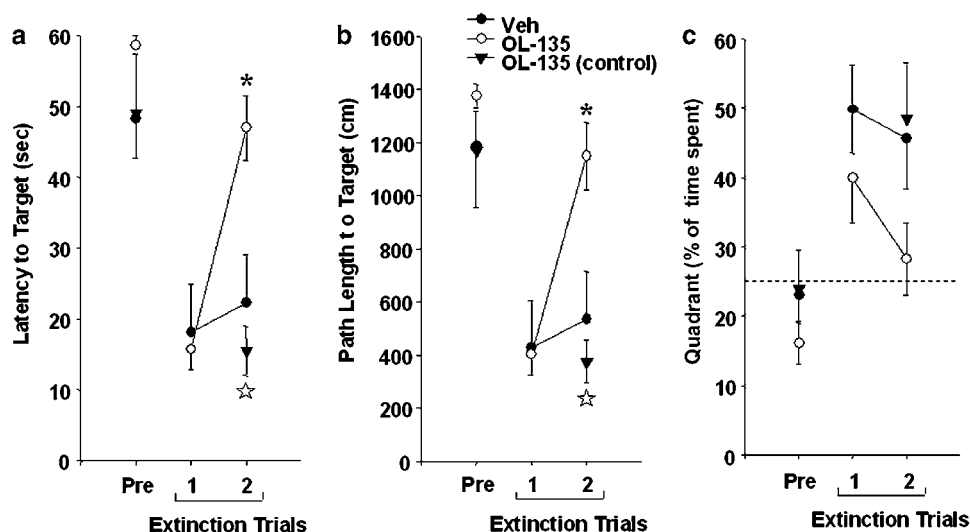 a
60
50
40
30
20
10
0
Latency to Target (sec)
*
Pre
1
2
Extinction Trials
b
1600
1400
1200
1000
800
600
400
200
0
Path Length t o Target (cm)
Veh
OL-135
OL-135 (control)
*
Pre
1
2
Extinction Trials
c
60
50
40
30
20
10
0
Quadrant (% of time spent)
Pre
1
2
Extinction Trials